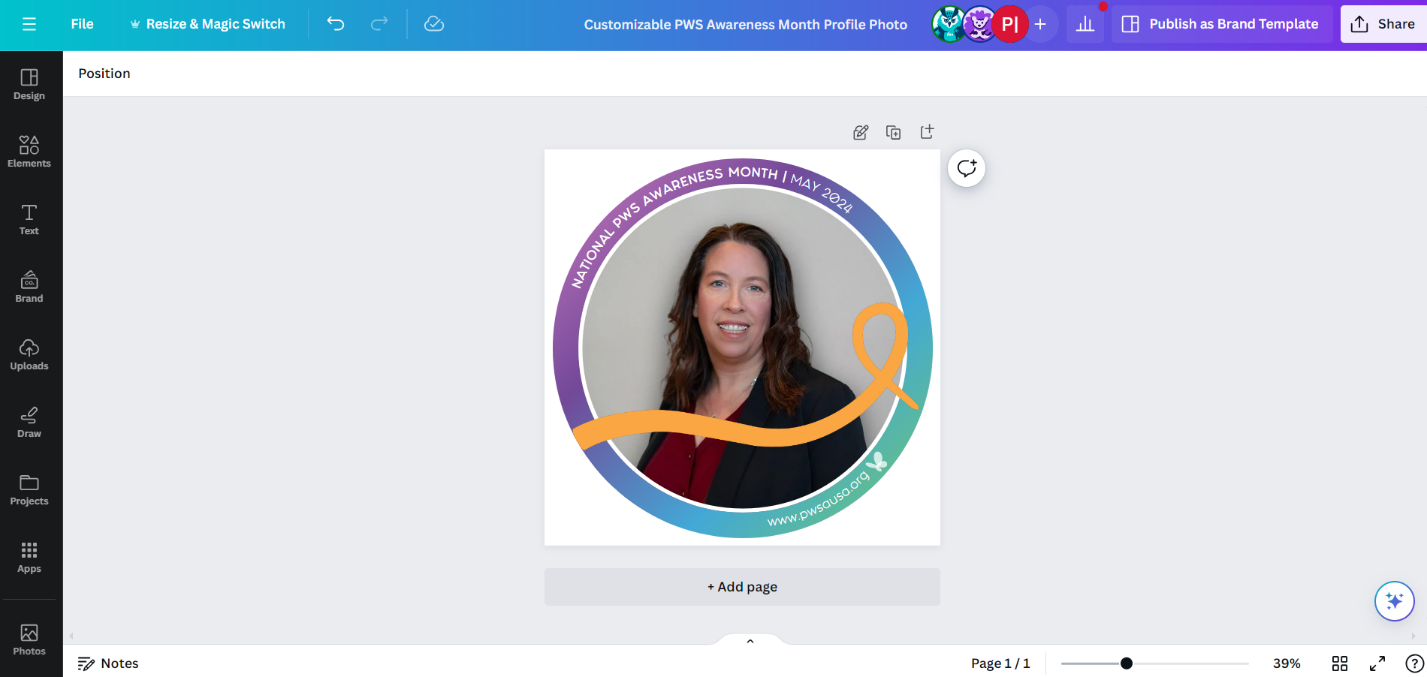 File
Resize & Magic Switch
Customizable PWS Awareness Month Profile Photo
PI
Publish as Brand Template
Share
Position
Design
Elements
Text
CO.
Brand
Uploads
Draw
Projects
Apps
Photos
NATIONAL PWS AWARENESS MONTH | MAY 2024
www.pwsausa.org
+ Add page
Notes
Page 1 / 1
39%
?